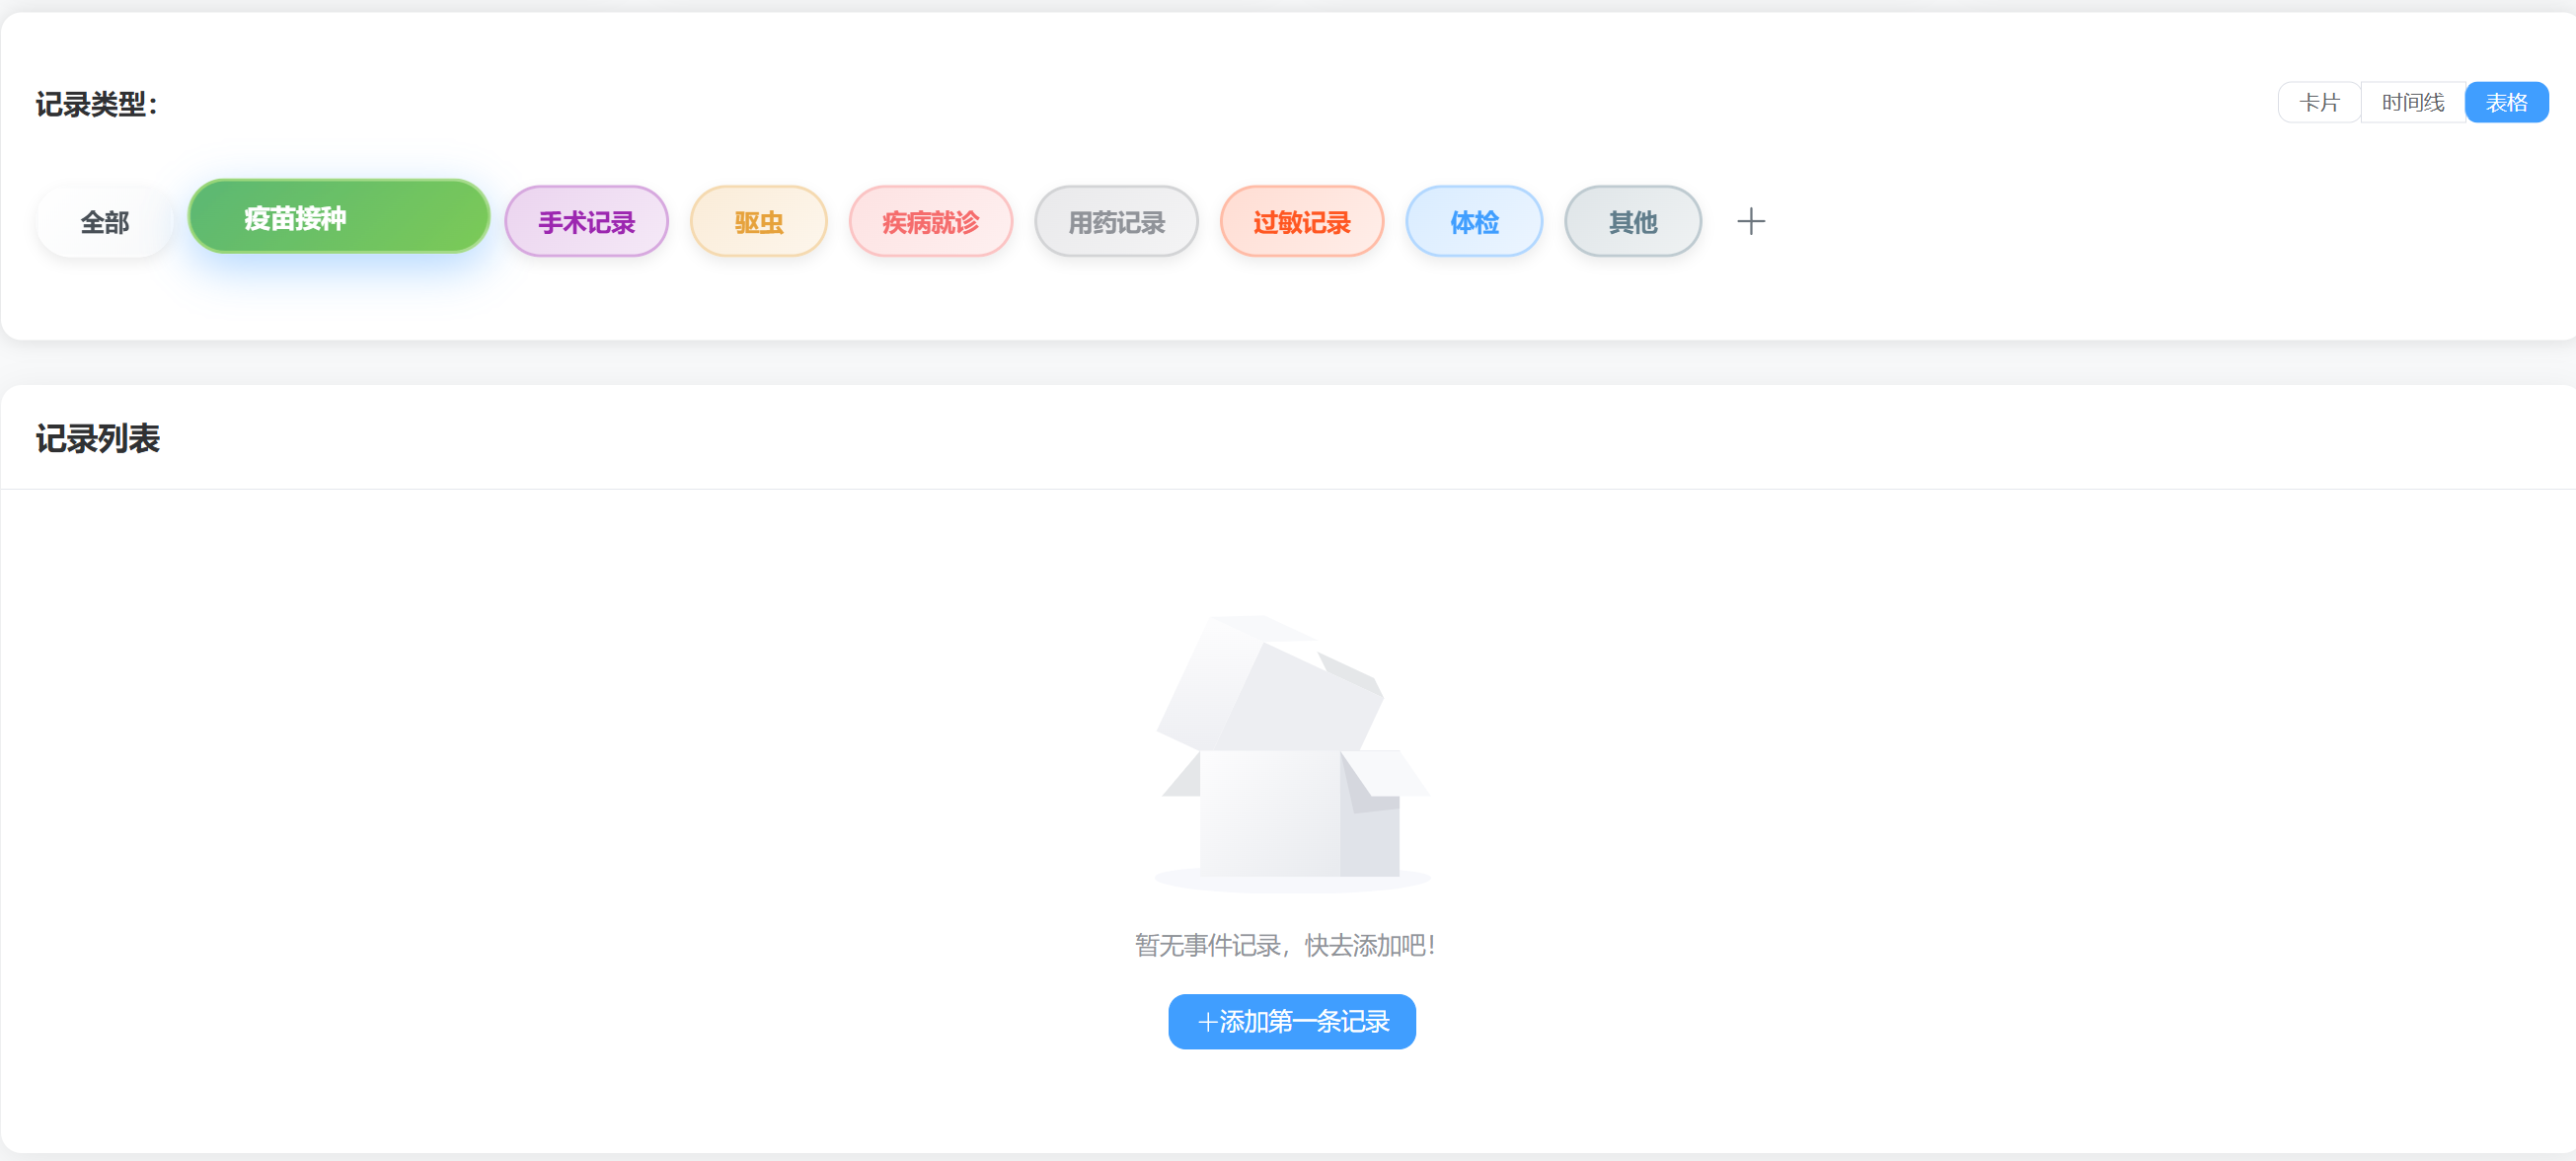 记录类型：
卡片 时间线 表格
全部 疫苗接种 手术记录 驱虫 疾病就诊 用药记录 过敏记录 体检 其他 +
记录列表
暂无事件记录，快去添加吧！
+添加第一条记录